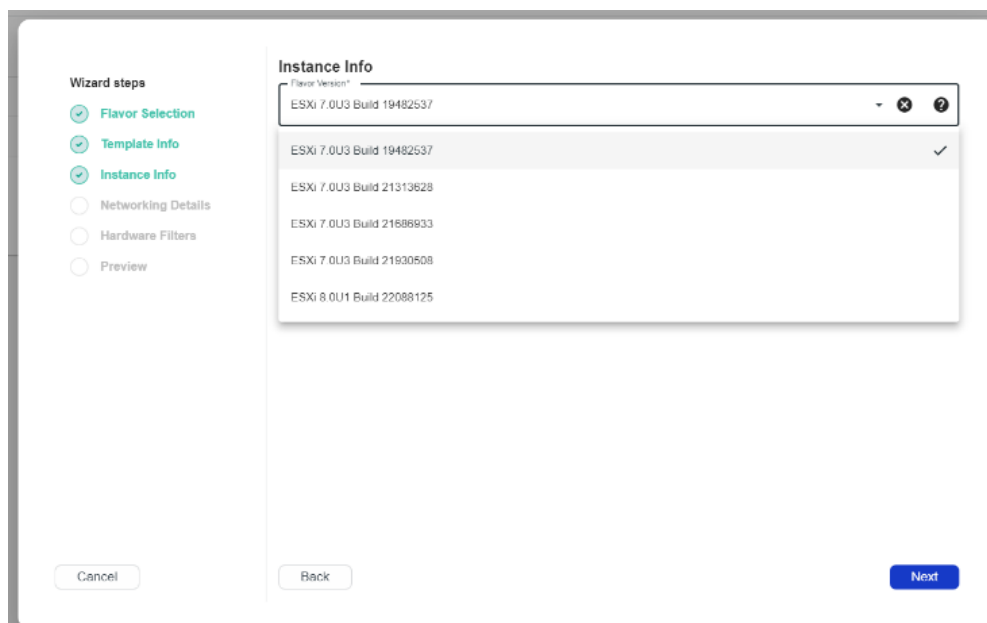 Wizard steps
Flavor Selection
Template Info
Instance Info
Networking Details
Hardware Filters
Preview
Instance Info
Flavor Version*
ESXi 7.0U3 Build 19482537
ESXi 7.0U3 Build 19482537
ESXi 7.0U3 Build 21313628
ESXi 7.0U3 Build 21686933
ESXi 7.0U3 Build 21930508
ESXi 8.0U1 Build 22088125
Cancel
Back
Next